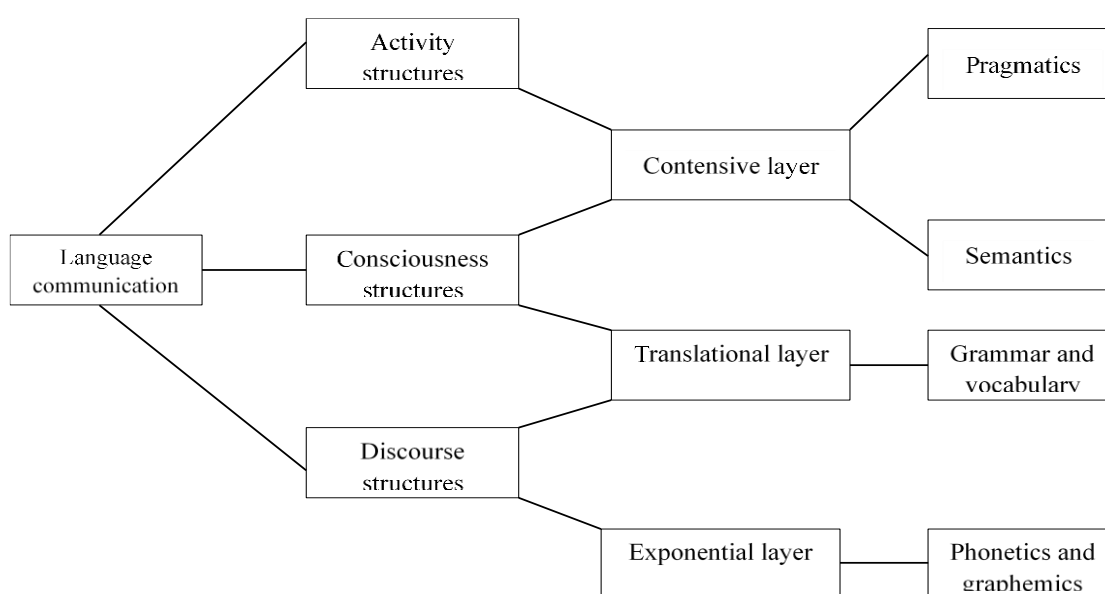 Activity
structures
Pragmatics
Contensive layer
Language
communication
Consciousness
structures
Semantics
Translational layer
Grammar and
vocabulary
Discourse
structures
Exponential layer
Phonetics and
graphemics